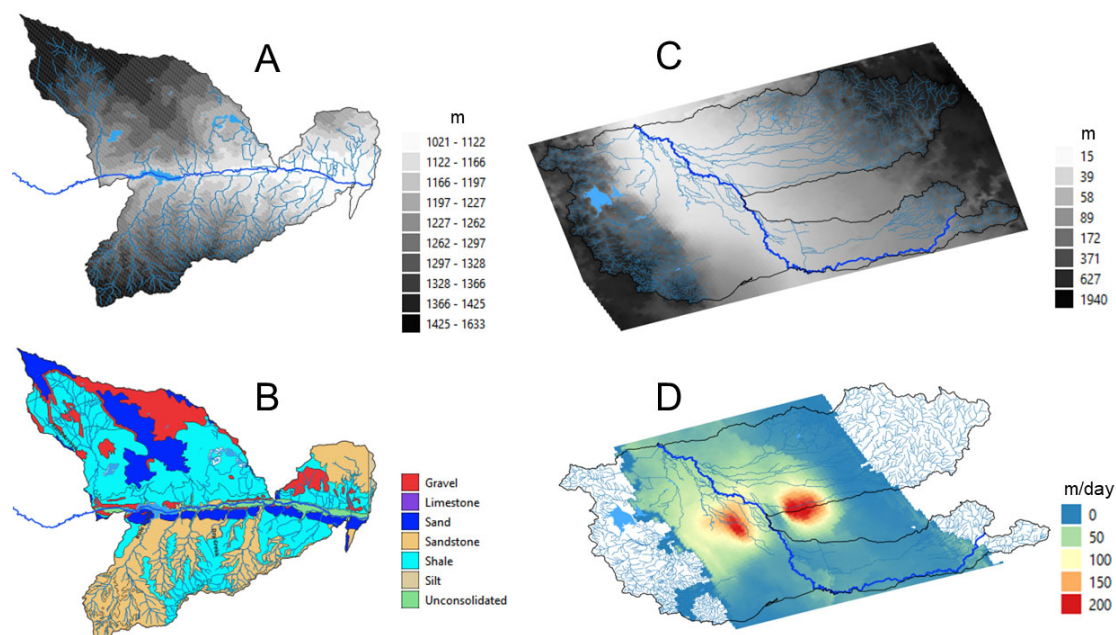 A
m
1021 - 1122
1122 - 1166
1166 - 1197
1197 - 1227
1227 - 1262
1262 - 1297
1297 - 1328
1328 - 1366
1366 - 1425
1425 - 1633
C
m
15
39
58
89
172
371
627
1940
B
Gravel
Limestone
Sand
Sandstone
Shale
Silt
Unconsolidated
D
m/day
0
50
100
150
200